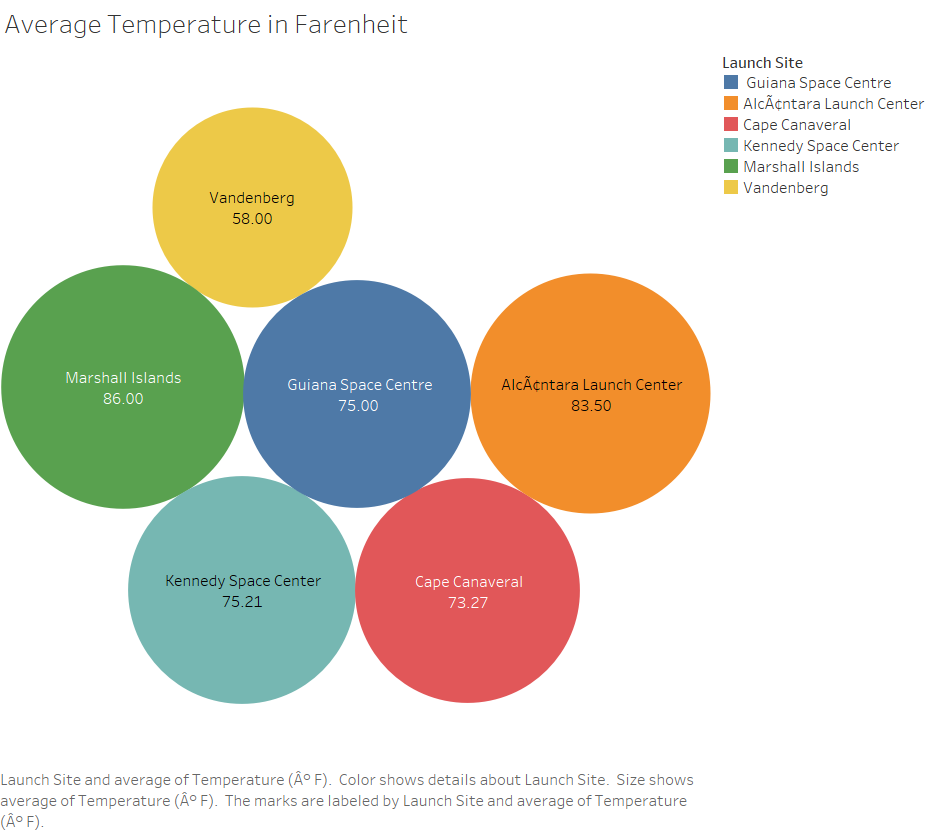 Average Temperature in Farenheit
Launch Site
Guiana Space Centre
AlcÃ¢ntara Launch Center
Cape Canaveral
Kennedy Space Center
Marshall Islands
Vandenberg
Vandenberg
58.00
Marshall Islands
86.00
Guiana Space Centre
75.00
AlcÃ¢ntara Launch Center
83.50
Kennedy Space Center
75.21
Cape Canaveral
73.27
Launch Site and average of Temperature (Âº F).  Color shows details about Launch Site.  Size shows
average of Temperature (Âº F).  The marks are labeled by Launch Site and average of Temperature
(Âº F).